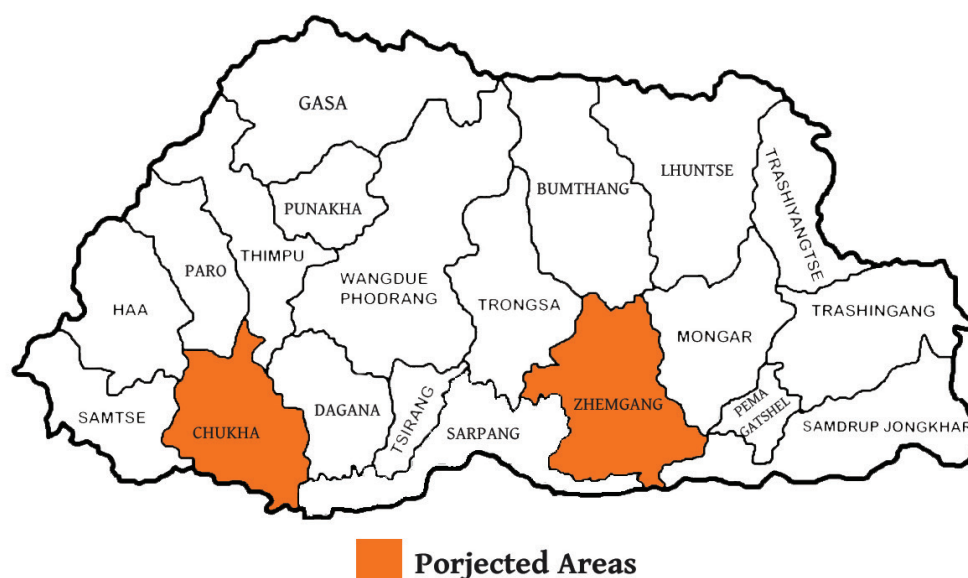 GASA
PUNAKHA
THIMPU
PARO
HAA
WANGDUE
PHODRANG
BUMTHANG
LHUNTSE
TRASHIYANGTSE
TRONGSA
MONGAR
TRASHINGANG
SAMTSE
CHUKHA
DAGANA
TSIRANG
SARPANG
ZHEMGANG
PEMA
GATSHEL
SAMDRUP JONGKHAR
Porjected Areas